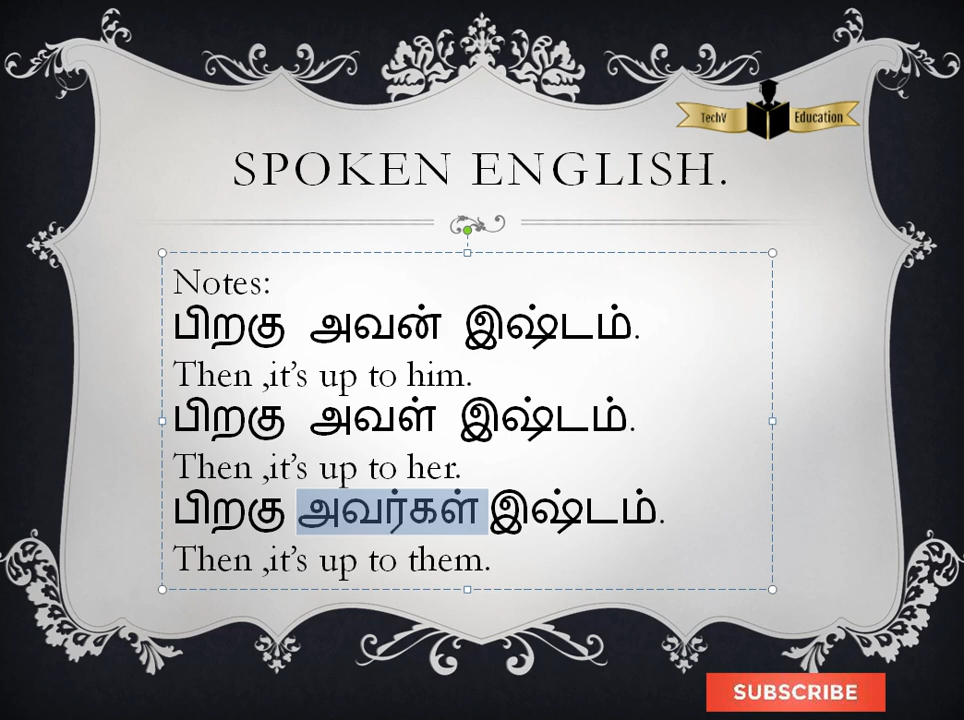 TechV Education
SPOKEN ENGLISH.
Notes:
பிறகு அவன் இஷ்டம்.
Then ,it’s up to him.
பிறகு அவள் இஷ்டம்.
Then ,it’s up to her.
பிறகு அவர்கள் இஷ்டம்.
Then ,it’s up to them.
SUBSCRIBE